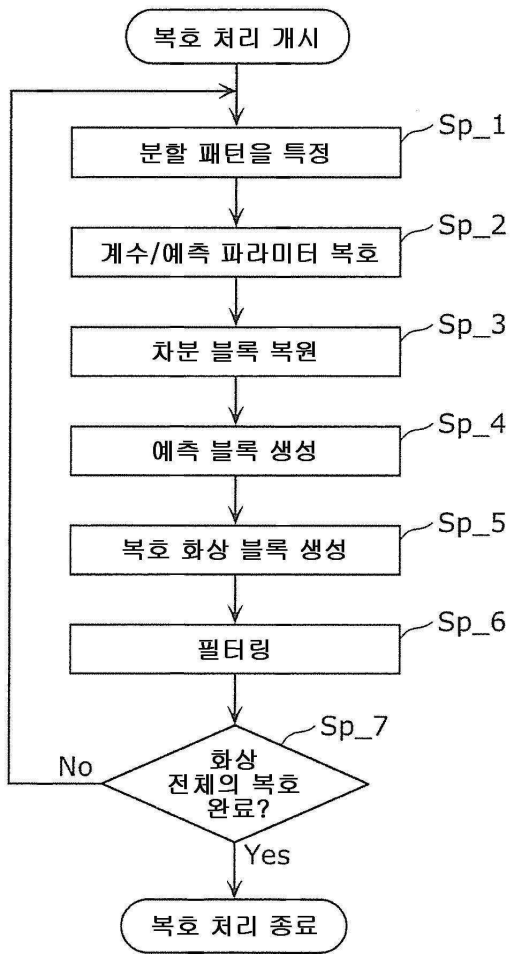 복호 처리 개시
Sp_1
분할 패턴을 특정
Sp_2
계수/예측 파라미터 복호
Sp_3
차분 블록 복원
Sp_4
예측 블록 생성
Sp_5
복호 화상 블록 생성
Sp_6
필터링
Sp_7
화상
전체의 복호
완료?
No
Yes
복호 처리 종료